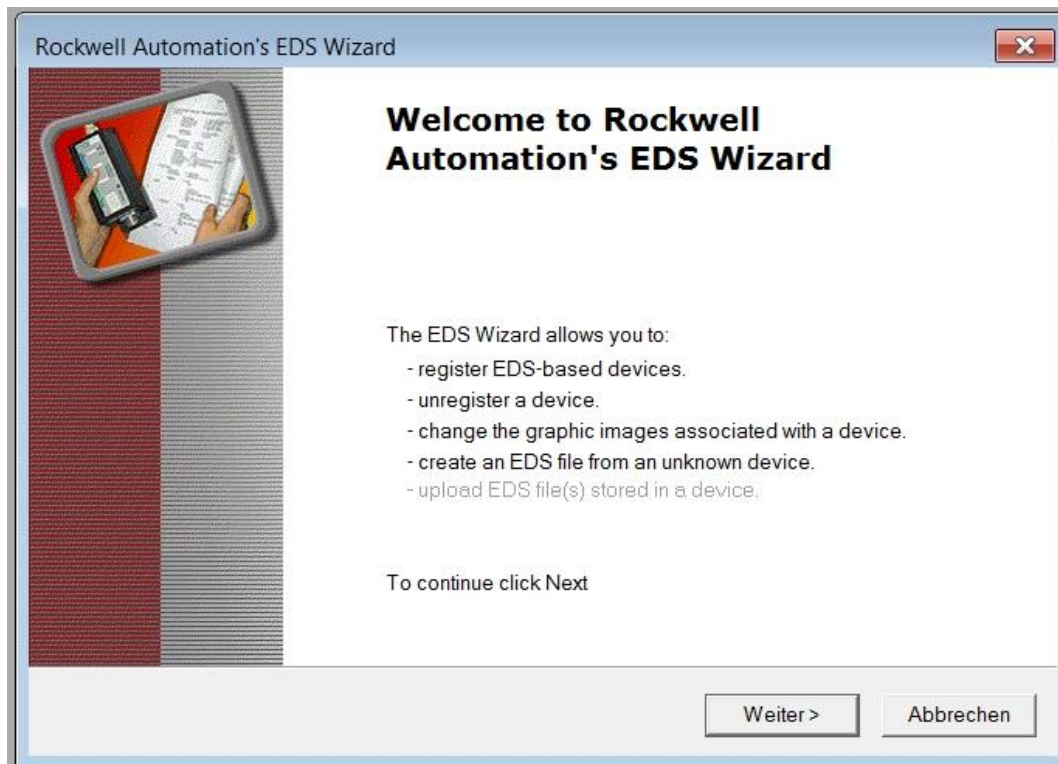 Rockwell Automation's EDS Wizard
Welcome to Rockwell
Automation's EDS Wizard
The EDS Wizard allows you to:
- register EDS-based devices.
- unregister a device.
- change the graphic images associated with a device.
- create an EDS file from an unknown device.
- upload EDS file(s) stored in a device.
To continue click Next
Weiter >
Abbrechen